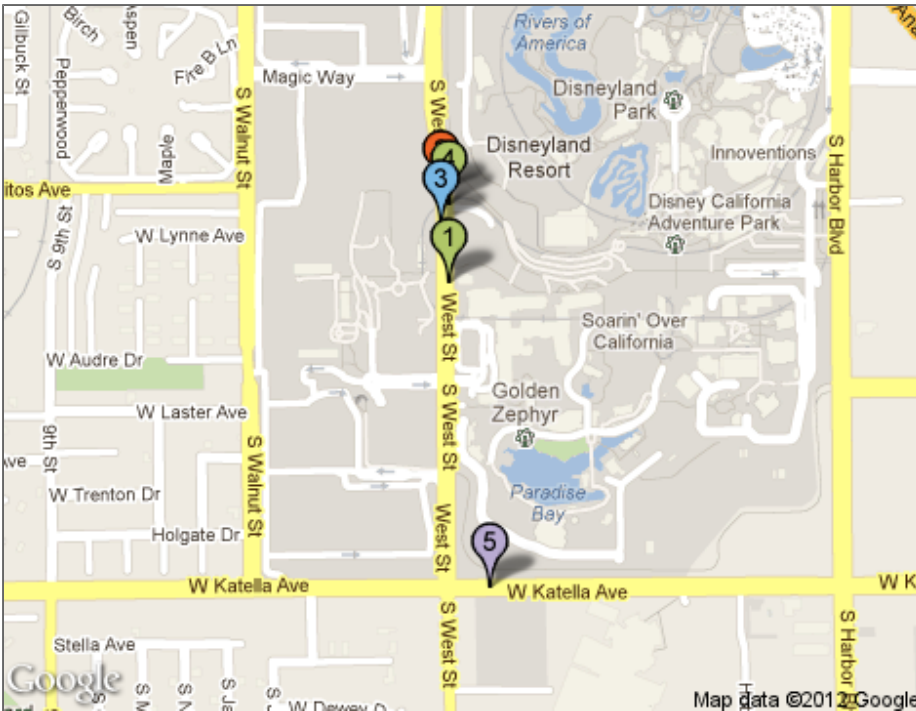 Gilbuck St
Birch
Aspen
Fire B Ln
Pepperwood
Maple
S Walnut St
Magic Way
S We
Rivers of
America
Disneyland
Park
Disneyland
Resort
Innoventions
S Harbor Blvd
Ana
4
3
1
itos Ave
S 9th St
W Lynne Ave
Disney California
Adventure Park
West St
Soarin' Over
California
W Audre Dr
Golden
Zephyr
S West St
W Laster Ave
9th St
Ave
S Walnut St
W Trenton Dr
Paradise
Bay
Holgate Dr
West St
5
W Katella Ave
W Katella Ave
W K
S West St
Stella Ave
S Harbor
Google
W Dewey D
Map data ©2012 Google